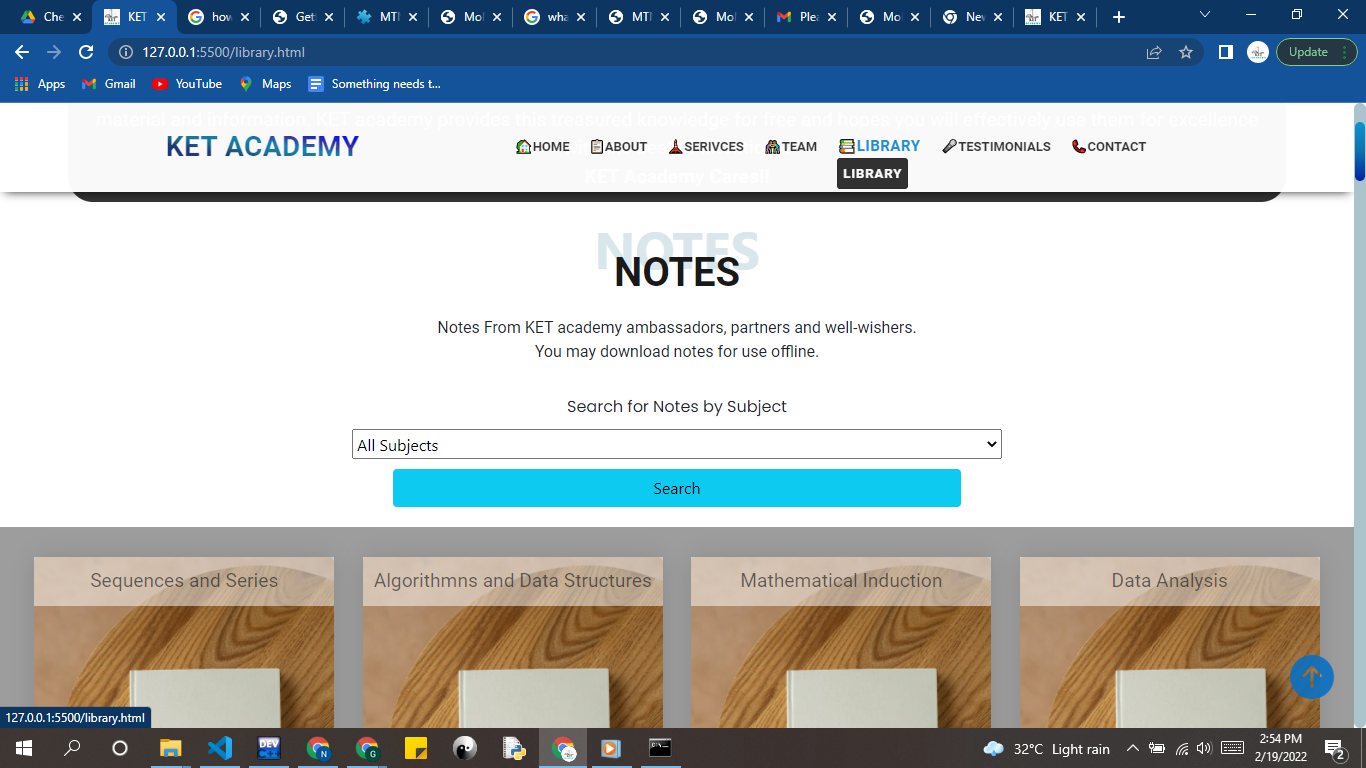 Che
KET
how
Get
MTI
Mol
wha
MTI
Mol
Plea
Mo
Nev
KET
127.0.0.1:5500/library.html
Update
Apps
Gmail
YouTube
Maps
Something needs t...
material and information. KET academy provides this treasured knowledge for free and hopes you will effectively use them for excellence
KET ACADEMY
HOME
ABOUT
SERIVCES
TEAM
LIBRARY
TESTIMONIALS
CONTACT
LIBRARY
KET Academy Cares!!
NOTES
NOTES
Notes From KET academy ambassadors, partners and well-wishers.
You may download notes for use offline.
Search for Notes by Subject
All Subjects
Search
Sequences and Series
Algorithmns and Data Structures
Mathematical Induction
Data Analysis
127.0.0.1:5500/library.html
DEV
N
G
32°C Light rain
2:54 PM
2/19/2022
2